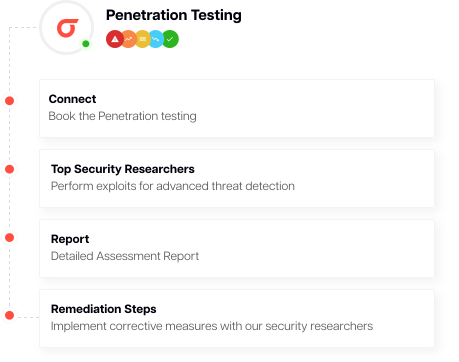 Penetration Testing
Connect
Book the Penetration testing
Top Security Researchers
Perform exploits for advanced threat detection
Report
Detailed Assessment Report
Remediation Steps
Implement corrective measures with our security researchers